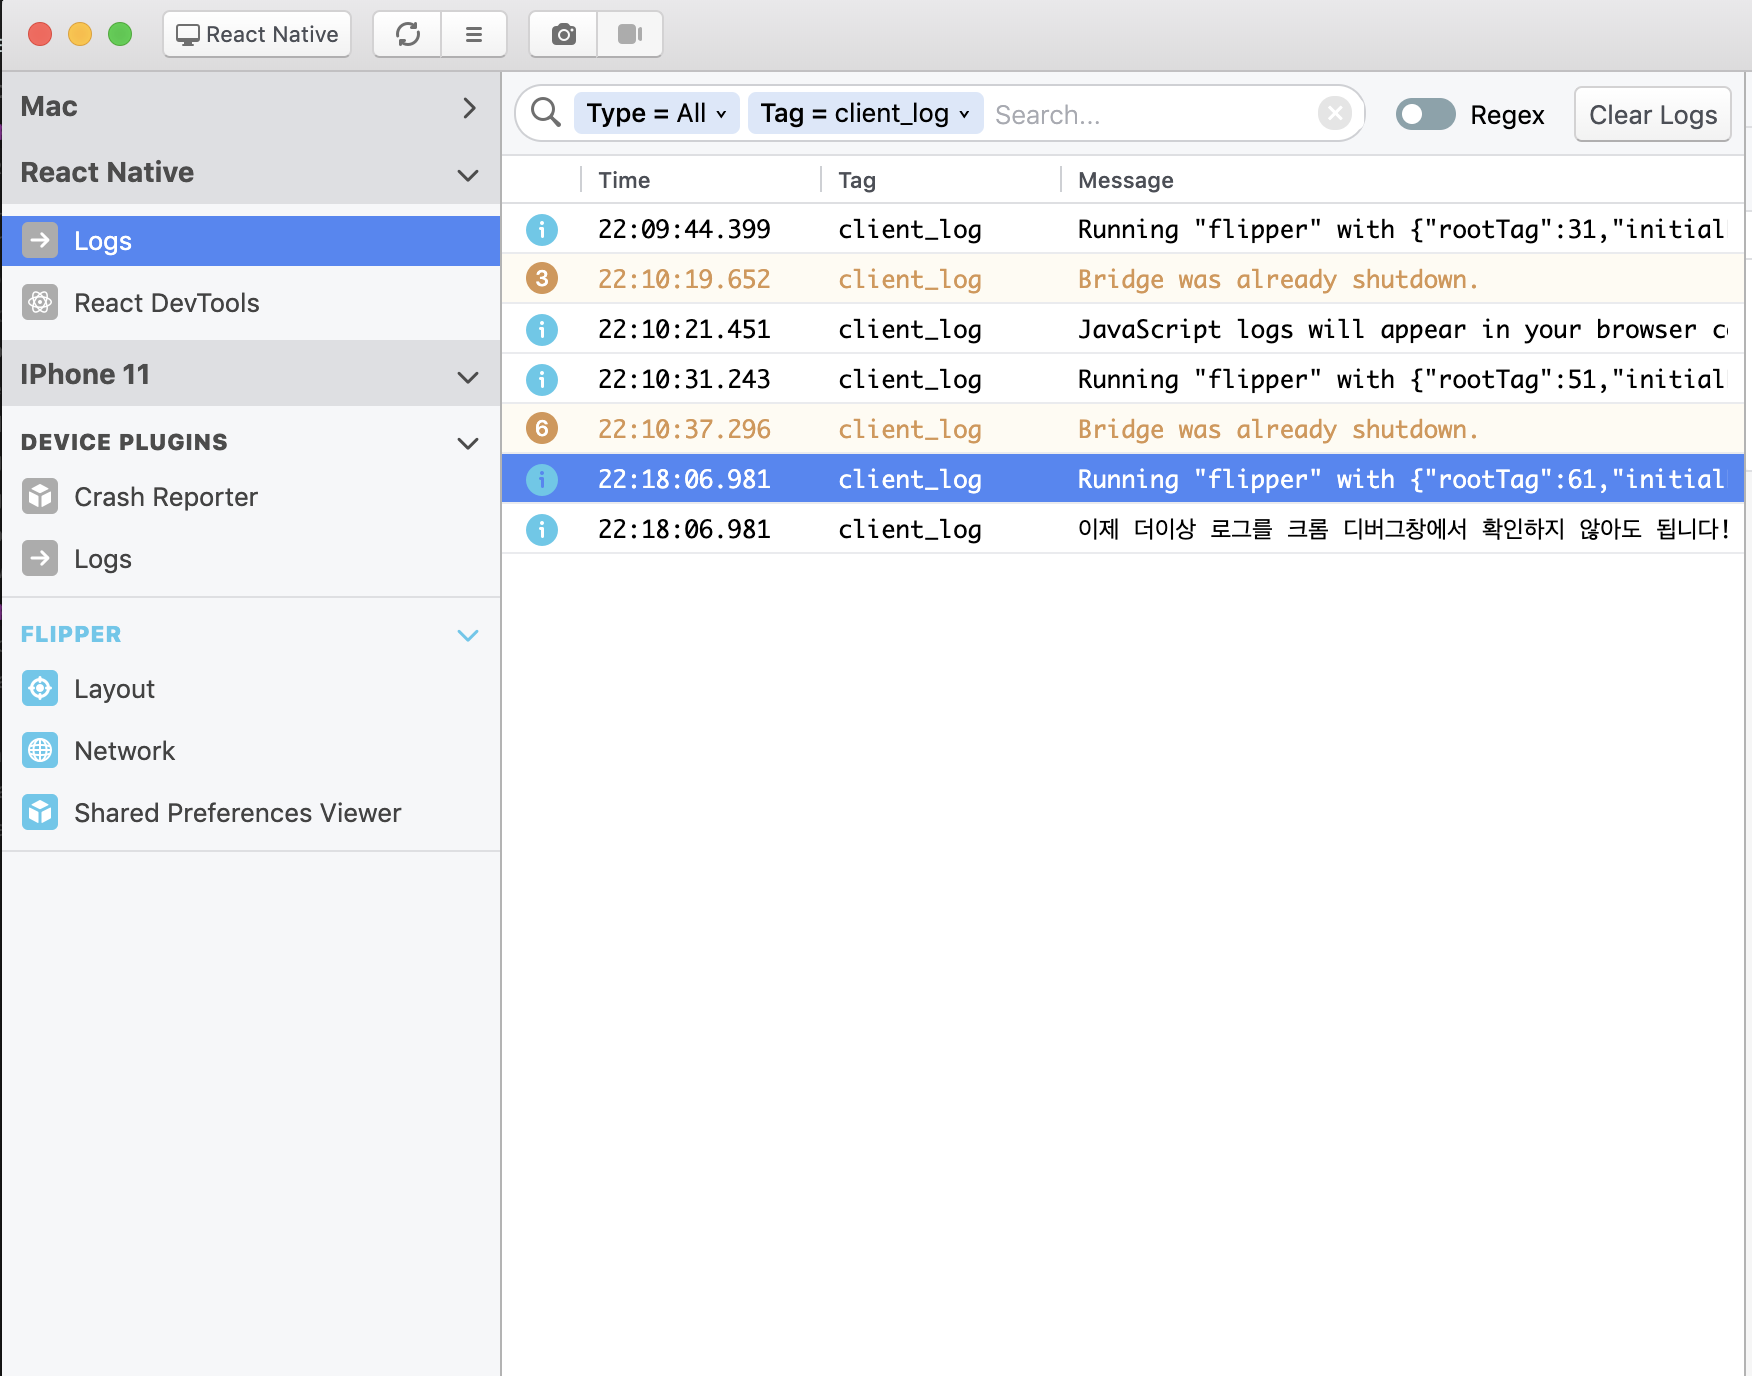 React Native
Mac
React Native
Logs
React DevTools
IPhone 11
DEVICE PLUGINS
Crash Reporter
Logs
FLIPPER
Layout
Network
Shared Preferences Viewer
Type = All Tag = client_log Search... Regex Clear Logs
Time Tag Message
22:09:44.399 client_log Running "flipper" with {"rootTag":31,"initial
3 22:10:19.652 client_log Bridge was already shutdown.
22:10:21.451 client_log JavaScript logs will appear in your browser
22:10:31.243 client_log Running "flipper" with {"rootTag":51,"initial
6 22:10:37.296 client_log Bridge was already shutdown.
22:18:06.981 client_log Running "flipper" with {"rootTag":61,"initial
22:18:06.981 client_log 이제 더이상 로그를 크롬 디버그창에서 확인하지 않아도 됩니다!